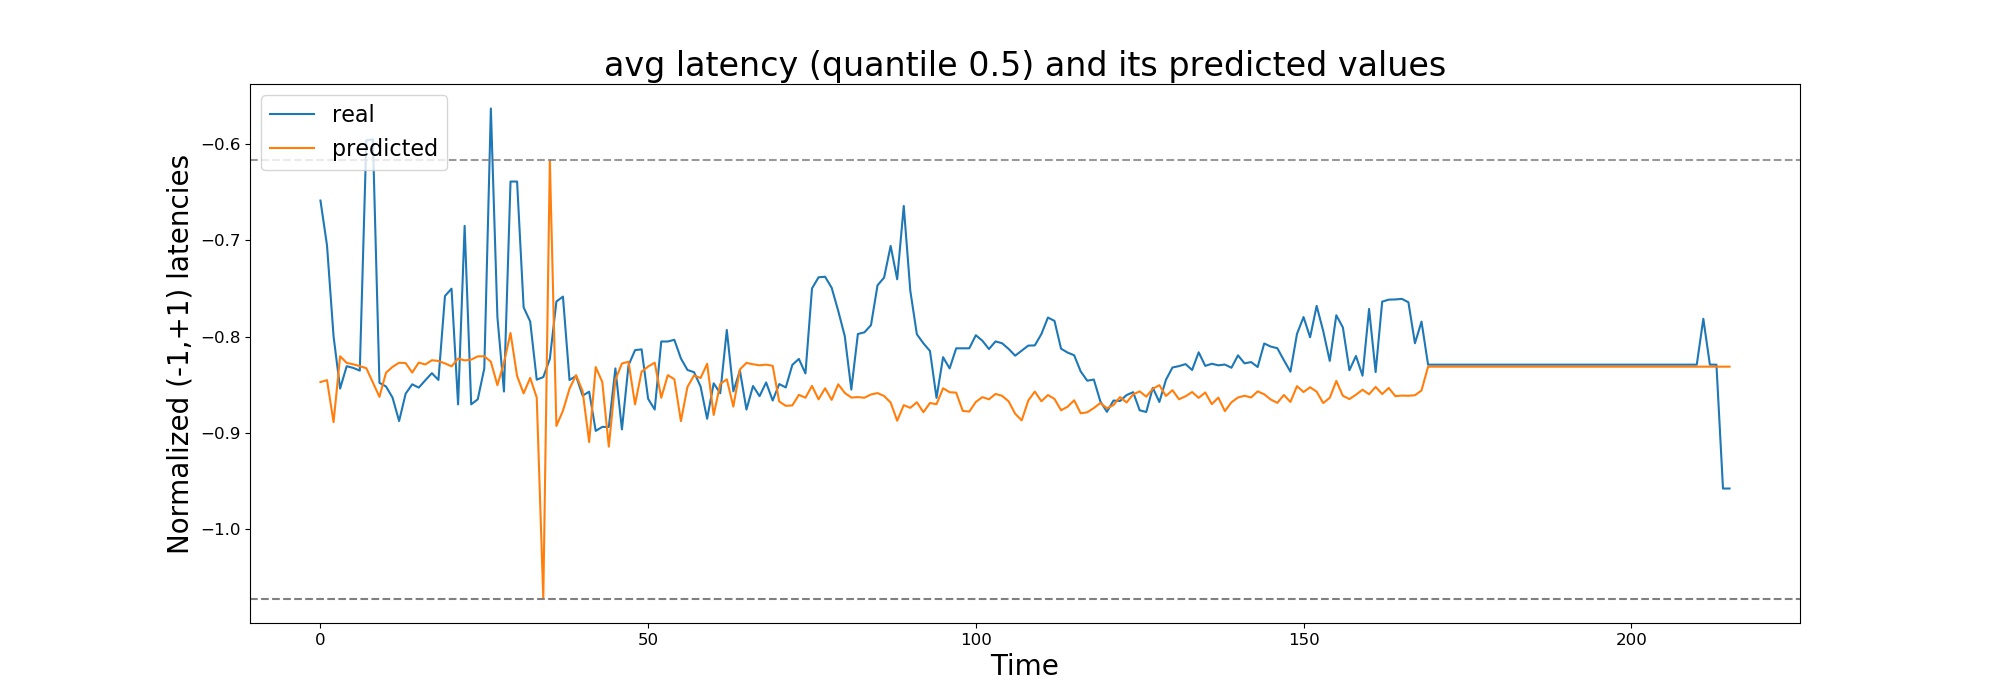 avg latency (quantile 0.5) and its predicted values
real
predicted
Normalized (-1,+1) latencies
−0.6
−0.7
−0.8
−0.9
−1.0
0 50 100 150 200
Time